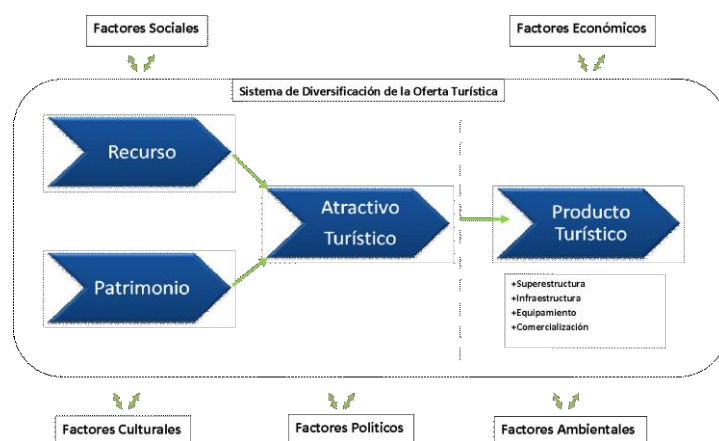 Factores Sociales
Factores Económicos
Sistema de Diversificación de la Oferta Turística
Recurso
Atractivo
Turístico
Producto
Turístico
Patrimonio
+Superestructura
+Infraestructura
+Equipamiento
+Comercialización
Factores Culturales
Factores Políticos
Factores Ambientales